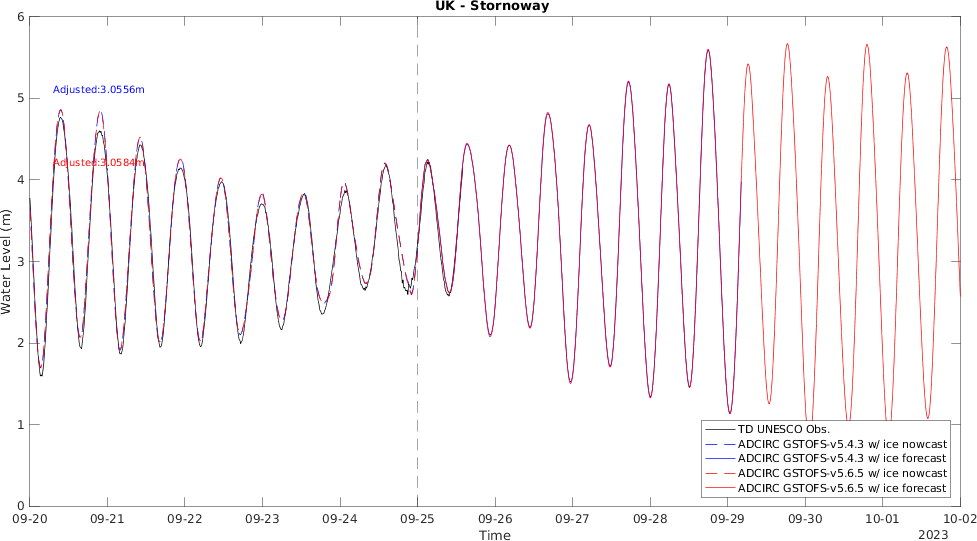 UK - Stornoway
6
5
4
3
2
1
0
Water Level (m)
Adjusted:3.0556m
Adjusted:3.0584m
TD UNESCO Obs.
ADCIRC GSTOFS-v5.4.3 w/ ice nowcast
ADCIRC GSTOFS-v5.4.3 w/ ice forecast
ADCIRC GSTOFS-v5.6.5 w/ ice nowcast
ADCIRC GSTOFS-v5.6.5 w/ ice forecast
09-20 09-21 09-22 09-23 09-24 09-25 09-26 09-27 09-28 09-29 09-30 10-01 10-02
Time
2023